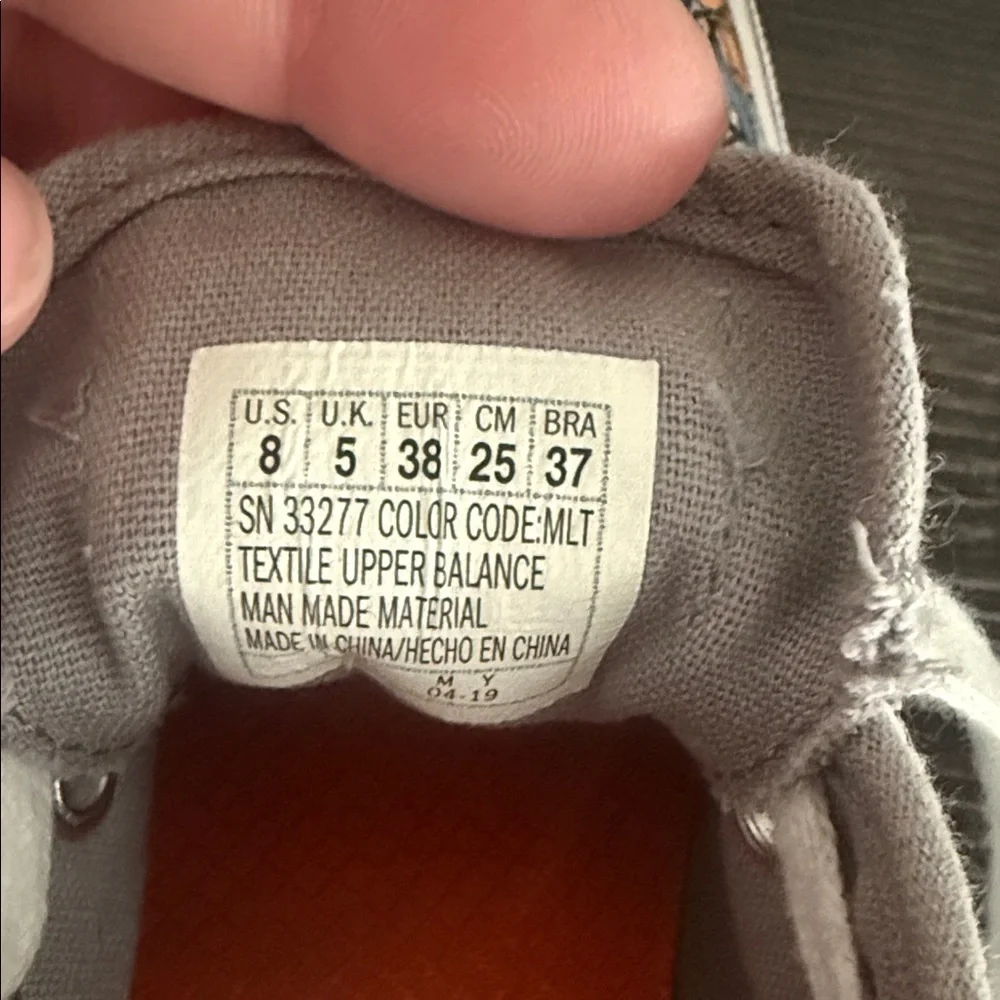 U.S. U.K. EUR CM BRA
8 5 38 25 37
SN 33277 COLOR CODE:MLT
TEXTILE UPPER BALANCE
MAN MADE MATERIAL
MADE IN CHINA/HECHO EN CHINA
M Y
04-19